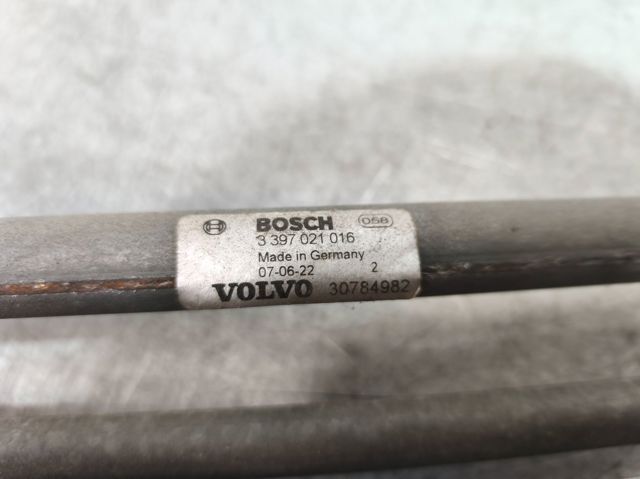 BOSCH 058
3 397 021 016
Made in Germany
07-06-22 2
VOLVO 30784982